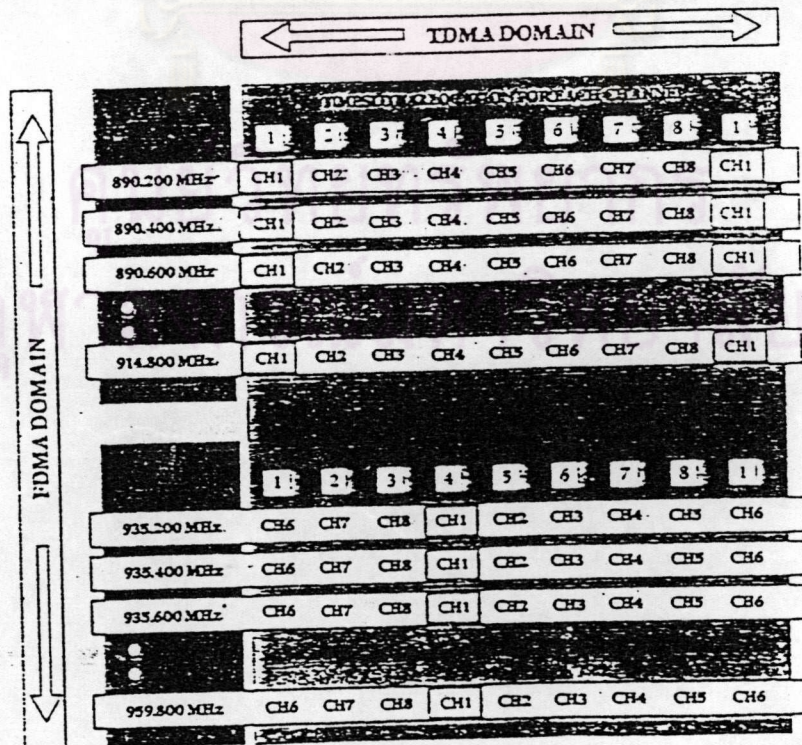 TDMA DOMAIN
FDMA DOMAIN
TIMESLOT ALLOCATION FOR EACH CHANNEL
1 2 3 4 5 6 7 8 1
890.200 MHz CH1 CH2 CH3 CH4 CH5 CH6 CH7 CH8 CH1
890.400 MHz CH1 CH2 CH3 CH4 CH5 CH6 CH7 CH8 CH1
890.600 MHz CH1 CH2 CH3 CH4 CH5 CH6 CH7 CH8 CH1
914.800 MHz CH1 CH2 CH3 CH4 CH5 CH6 CH7 CH8 CH1
1 2 3 4 5 6 7 8 1
935.200 MHz CH6 CH7 CH8 CH1 CH2 CH3 CH4 CH5 CH6
935.400 MHz CH6 CH7 CH8 CH1 CH2 CH3 CH4 CH5 CH6
935.600 MHz CH6 CH7 CH8 CH1 CH2 CH3 CH4 CH5 CH6
959.800 MHz CH6 CH7 CH8 CH1 CH2 CH3 CH4 CH5 CH6